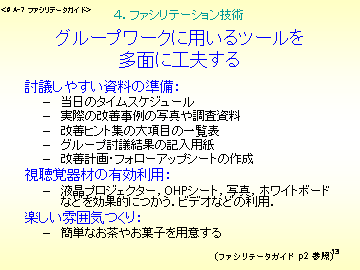 <# A-7 ファシリテータガイド>
4. ファシリテーション技術
グループワークに用いるツールを
多面に工夫する
討議しやすい資料の準備:
– 当日のタイムスケジュール
– 実際の改善事例の写真や調査資料
– 改善ヒント集の大項目の一覧表
– グループ討議結果の記入用紙
– 改善計画・フォローアップシートの作成
視聴覚器材の有効利用:
– 液晶プロジェクター, OHPシート, 写真, ホワイトボード
などを効果的につかう. ビデオなどの利用.
楽しい雰囲気つくり:
– 簡単なお茶やお菓子を用意する
(ファシリテータガイド p2 参照)